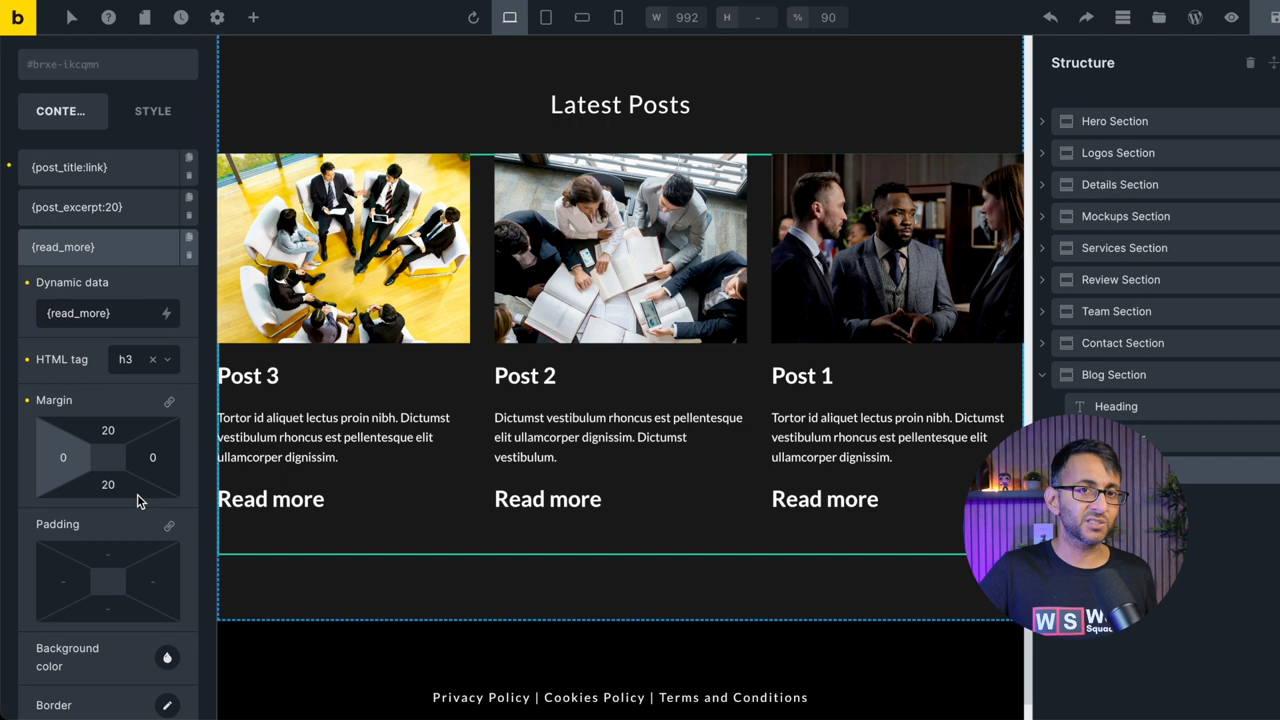 b
W 992
H -
% 90
#brxe-ikcqmn
CONTE...
STYLE
{post_title:link}
{post_excerpt:20}
{read_more}
Dynamic data
{read_more}
HTML tag
h3
Margin
20
0
0
20
Padding
-
-
-
-
Background
color
Border
Latest Posts
Post 3
Tortor id aliquet lectus proin nibh. Dictumst
vestibulum rhoncus est pellentesque elit
ullamcorper dignissim.
Read more
Post 2
Dictumst vestibulum rhoncus est pellentesque
elit ullamcorper dignissim. Dictumst
vestibulum.
Read more
Post 1
Tortor id aliquet lectus proin nibh. Dictumst
vestibulum rhoncus est pellentesque elit
ullamcorper dignissim.
Read more
Privacy Policy | Cookies Policy | Terms and Conditions
Structure
Hero Section
Logos Section
Details Section
Mockups Section
Services Section
Review Section
Team Section
Contact Section
Blog Section
Heading
WS
Squad